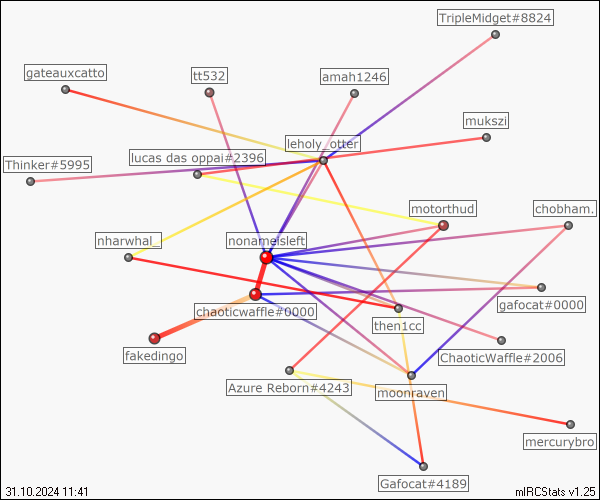 TripleMidget#8824
gateauxcatto
tt532
amah1246
mukszi
leholy_otter
Thinker#5995
lucas das oppai#2396
motorthud
chobham.
nharwhal_
nonameisleft
gafocat#0000
chaoticwaffle#0000
then1cc
fakedingo
ChaoticWaffle#2006
Azure Reborn#4243
moonraven
mercurybro
Gafocat#4189
31.10.2024 11:41
mIRCStats v1.25